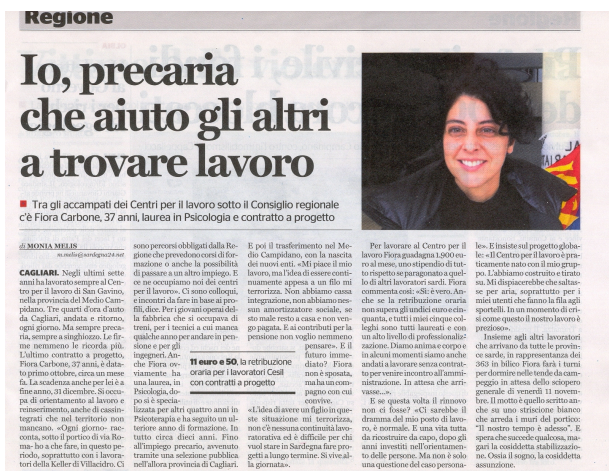 Regione
Io, precaria
che aiuto gli altri
a trovare lavoro
Tra gli accampati dei Centri per il lavoro sotto il Consiglio regionale
c'è Fiora Carbone, 37 anni, laurea in Psicologia e contratto a progetto
di MONIA MELIS
m.melis@sardegna24.net
CAGLIARI. Negli ultimi sette
anni ha lavorato sempre al Cen-
tro per il lavoro di San Gavino,
nella provincia del Medio Cam-
pidano. Tre quarti d'ora d'auto
da Cagliari, andata e ritorno,
ogni giorno. Ma sempre preca-
ria, sempre a singhiozzo. Le fir-
me nemmeno le ricorda più.
L'ultimo contratto a progetto,
Fiora Carbone, 37 anni, è data-
to primo ottobre, circa un mese
fa. La scadenza anche per lei è a
fine anno, 31 dicembre. Si occu-
pa di orientamento al lavoro e
reinserimento, anche di cassin-
tegrati che nel territorio non
mancano. «Ogni giorno- rac-
conta, sotto il portico di via Ro-
ma- ho a che fare, in questo pe-
riodo, soprattutto con i lavora-
tori della Keller di Villacidro. Ci
sono percorsi obbligati dalla Re-
gione che prevedono corsi di for-
mazione o anche la possibilità
di passare a un altro impiego. E
ce ne occupiamo noi dei centri
per il lavoro». Ci sono colloqui,
e incontri da fare in base ai pro-
fili, dice. Per i giovani operai del-
la fabbrica che si occupava di
treni, per i tecnici a cui manca
qualche anno per andare in pen-
sione e per gli
ingegneri. An-
che Fiora ov-
viamente ha
una laurea, in
Psicologia, do-
po si è specia-
lizzata per altri quattro anni in
Psicoterapia e ha seguito un ul-
teriore anno di formazione. In
tutto circa dieci anni. Fino
all'impiego precario, avvenuto
tramite una selezione pubblica
nell'allora provincia di Cagliari.
11 euro e 50, la retribuzione
oraria per i lavoratori Cesil
con contratti a progetto
E poi il trasferimento nel Me-
dio Campidano, con la nascita
dei nuovi enti. «Mi piace il mio
lavoro, ma l'idea di essere conti-
nuamente appesa a un filo mi
terrorizza. Non abbiamo cassa
integrazione, non abbiamo nes-
sun amortizzatore sociale, se
sto male resto a casa e non ven-
go pagata. E ai contributi per la
pensione non voglio nemmeno
pensare». E il
futuro imme-
diato? Fiora
non è sposata,
ma ha un com-
pagno con cui
convive.
«L'idea di avere un figlio in que-
ste situazione mi terrorizza,
non c'è nessuna continuità lavo-
ratorativa ed è difficile per chi
vuol stare in Sardegna fare pro-
getti a lungo termine. Si vive al-
la giornata».
Per lavorare al Centro per il
lavoro Fiora guadagna 1.900 eu-
ro al mese, uno stipendio di tut-
to rispetto se paragonato a quel-
lo di altri lavoratori sardi. Fiora
commenta così: «Sì: è vero. An-
che se la retribuzione oraria
non supera gli undici euro e cin-
quanta, e tutti i miei cinque col-
leghi sono tutti laureati e con
un alto livello di professionaliz-
zazione. Diamo anima e corpo e
in alcuni momenti siamo anche
andati a lavorare senza contrat-
to per venire incontro all'ammi-
nistrazione. In attesa che arri-
vasse...».
E se questa volta il rinnovo
non ci fosse? «Ci sarebbe il
dramma del mio posto di lavo-
ro, è normale. E una vita tutta
da ricostruire da capo, dopo gli
anni investiti nell'orientamen-
to delle persone. Ma non è solo
una questione del caso persona-
le». E insiste sul progetto globa-
le: «Il Centro per il lavoro è pra-
ticamente nato con il mio grup-
po. L'abbiamo costruito e tirato
su. Mi dispiacerebbe che saltas-
se per aria, soprattutto per i
miei utenti che fanno la fila agli
sportelli. In un momento di cri-
si come questo il nostro lavoro è
prezioso».
Insieme agli altri lavoratori
che arrivano da tutte le provin-
ce sarde, in rappresentanza dei
363 in bilico Fiora farà i turni
per dormire nelle tende da cam-
peggio in attesa dello sciopero
generale di venerdì 11 novem-
bre. Il motto è quello scritto an-
che su uno striscione bianco
che arreda i muri del portico:
"Il nostro tempo è adesso". E
spera che succeda qualcosa, ma-
gari la cosiddetta stabilizzazio-
ne. Ossia il sogno, la cosiddetta
assunzione.